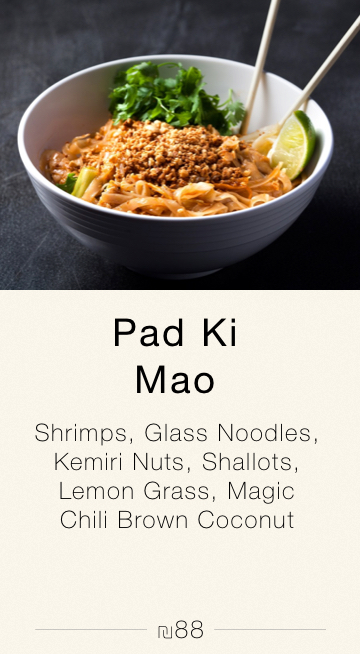 Pad Ki
Mao
Shrimps, Glass Noodles,
Kemiri Nuts, Shallots,
Lemon Grass, Magic
Chili Brown Coconut
₪88